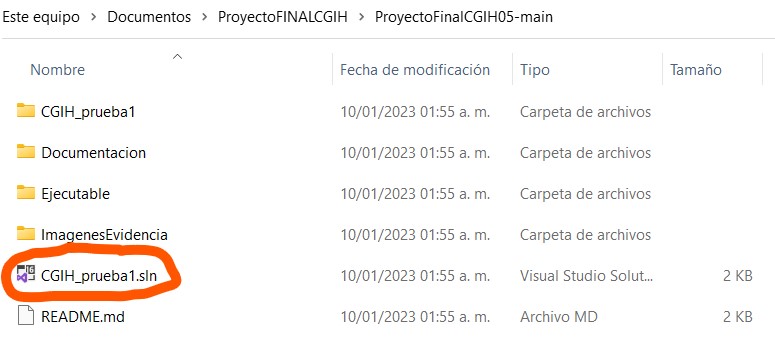 Este equipo > Documentos > ProyectoFINALCGIH > ProyectoFinalCGIH05-main
Nombre Fecha de modificación Tipo Tamaño
CGIH_prueba1 10/01/2023 01:55 a. m. Carpeta de archivos
Documentacion 10/01/2023 01:55 a. m. Carpeta de archivos
Ejecutable 10/01/2023 01:55 a. m. Carpeta de archivos
ImagenesEvidencia 10/01/2023 01:55 a. m. Carpeta de archivos
CGIH_prueba1.sln 10/01/2023 01:55 a. m. Visual Studio Solut... 2 KB
README.md 10/01/2023 01:55 a. m. Archivo MD 2 KB